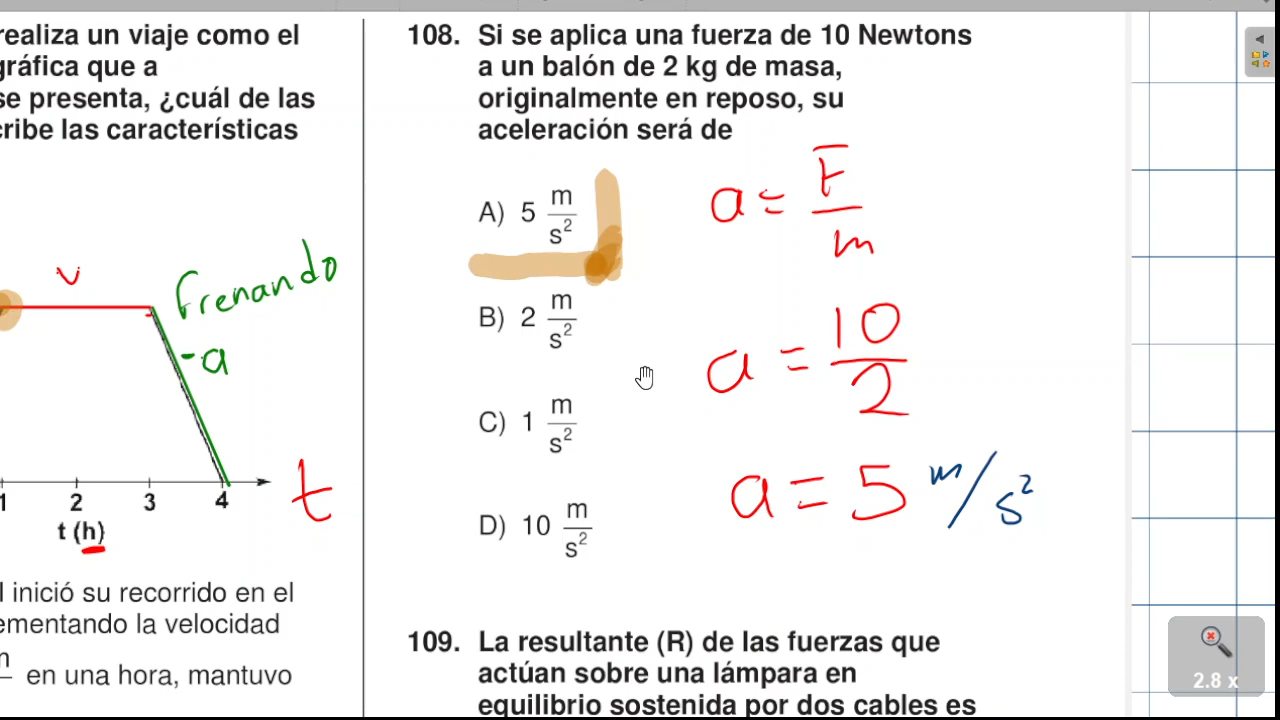 realiza un viaje como el
gráfica que a
se presenta, ¿cuál de las
cribe las características
v
frenando
-a
1 2 3 4
t
t (h)
l inició su recorrido en el
ementando la velocidad
en una hora, mantuvo
108. Si se aplica una fuerza de 10 Newtons
a un balón de 2 kg de masa,
originalmente en reposo, su
aceleración será de
A) 5 m/s²
B) 2 m/s²
C) 1 m/s²
D) 10 m/s²
a = F/m
a = 10/2
a = 5 m/s²
109. La resultante (R) de las fuerzas que
actúan sobre una lámpara en
equilibrio sostenida por dos cables es
2.8 x